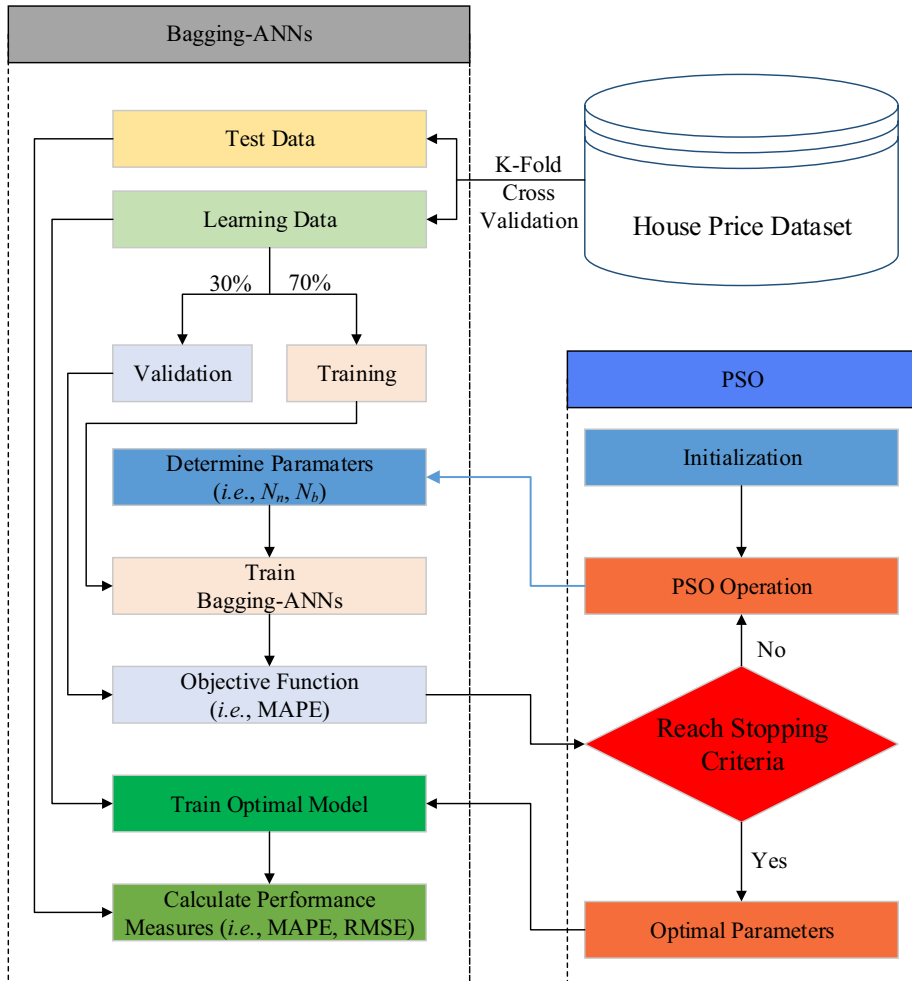 Bagging-ANNs
Test Data
K-Fold
Cross
Validation
House Price Dataset
Learning Data
30%
70%
Validation
Training
PSO
Determine Paramaters
(i.e., Nn, Nb)
Initialization
Train
Bagging-ANNs
PSO Operation
No
Objective Function
(i.e., MAPE)
Reach Stopping
Criteria
Train Optimal Model
Yes
Calculate Performance
Measures (i.e., MAPE, RMSE)
Optimal Parameters